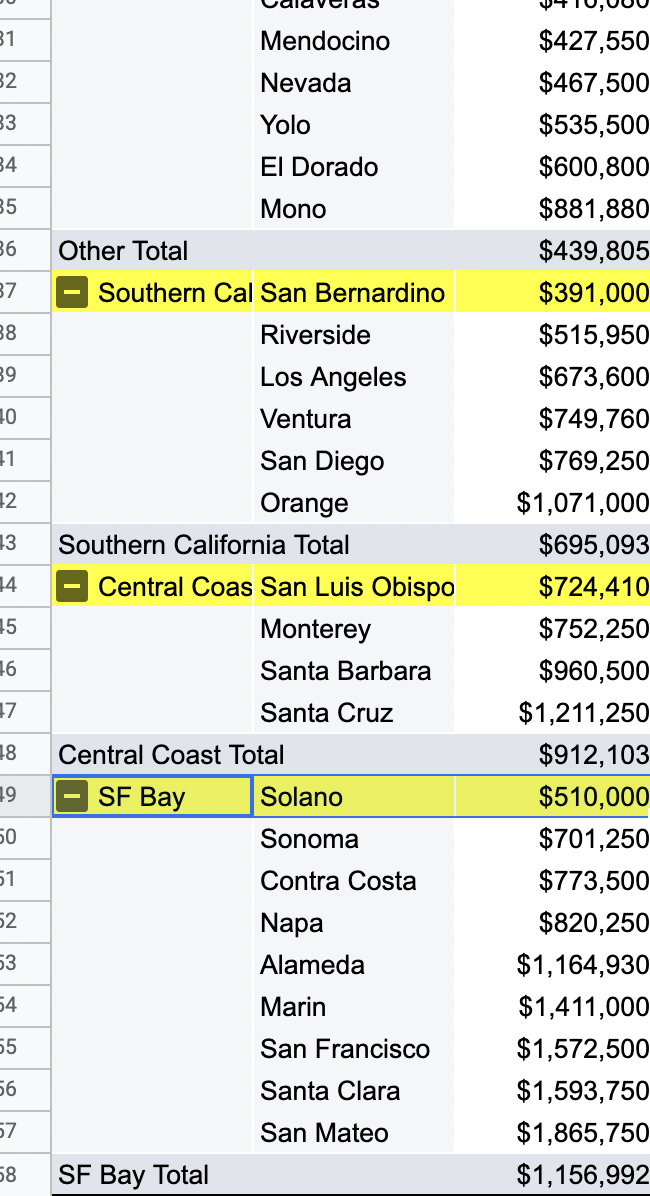 Calaveras $416,080
31 Mendocino $427,550
32 Nevada $467,500
33 Yolo $535,500
34 El Dorado $600,800
35 Mono $881,880
36 Other Total $439,805
37 Southern Cal San Bernardino $391,000
38 Riverside $515,950
39 Los Angeles $673,600
40 Ventura $749,760
41 San Diego $769,250
42 Orange $1,071,000
43 Southern California Total $695,093
44 Central Coas San Luis Obispo $724,410
45 Monterey $752,250
46 Santa Barbara $960,500
47 Santa Cruz $1,211,250
48 Central Coast Total $912,103
49 SF Bay Solano $510,000
50 Sonoma $701,250
51 Contra Costa $773,500
52 Napa $820,250
53 Alameda $1,164,930
54 Marin $1,411,000
55 San Francisco $1,572,500
56 Santa Clara $1,593,750
57 San Mateo $1,865,750
58 SF Bay Total $1,156,992